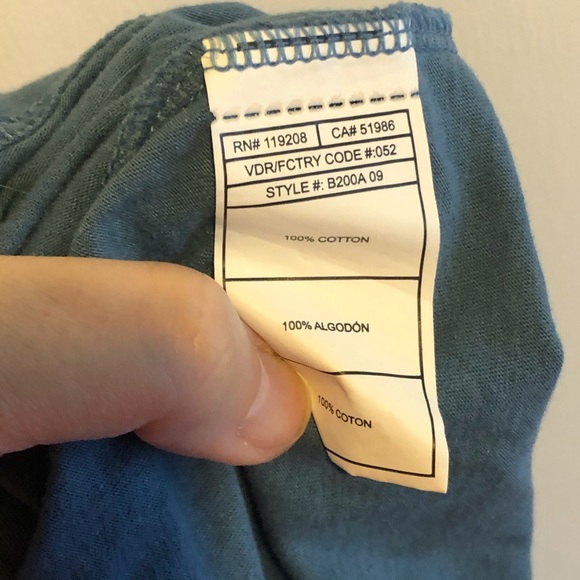 RN# 119208 CA# 51986
VDR/FCTRY CODE #:052
STYLE #: B200A 09
100% COTTON
100% ALGODÓN
100% COTON